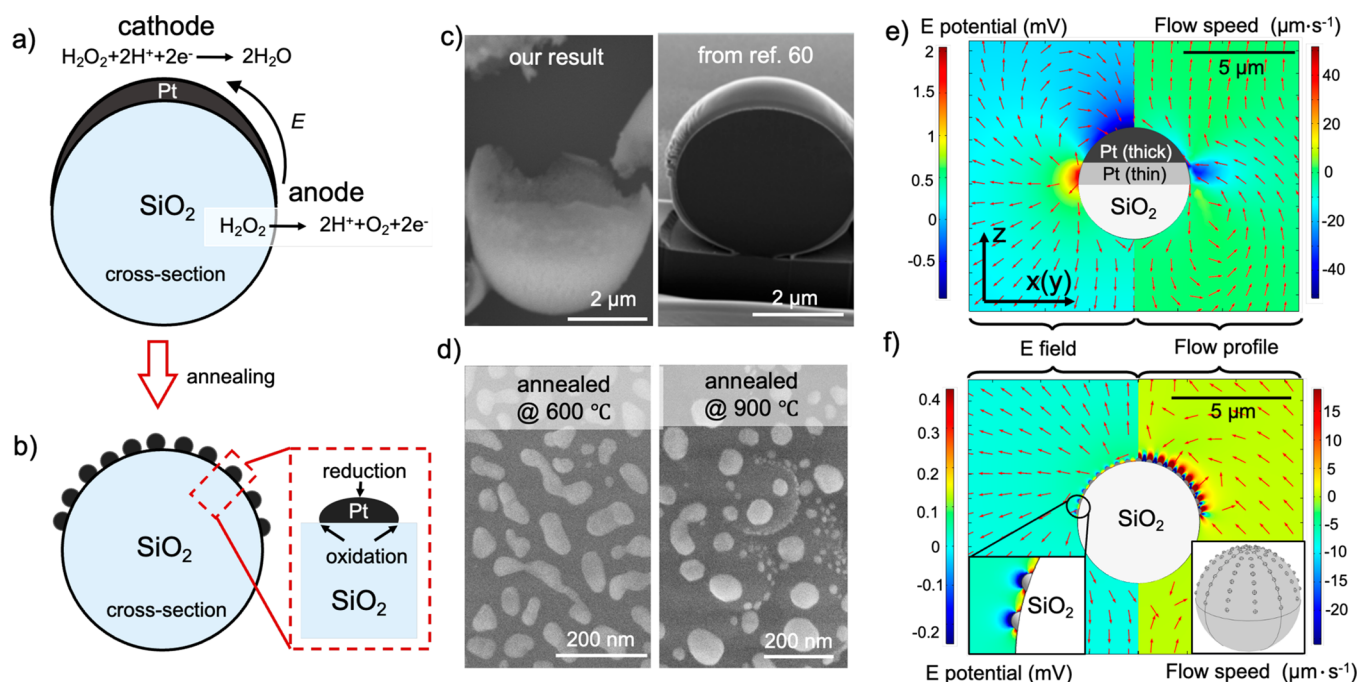 a)
cathode
H₂O₂+2H⁺+2e⁻ → 2H₂O
Pt
E
anode
SiO₂
H₂O₂ → 2H⁺+O₂+2e⁻
cross-section
annealing
b)
SiO₂
cross-section
reduction
Pt
oxidation
SiO₂
c)
our result
2 µm
from ref. 60
2 µm
d)
annealed
@ 600 ℃
200 nm
annealed
@ 900 ℃
200 nm
e)
E potential (mV)
Flow speed (µm·s⁻¹)
2
1.5
1
0.5
0
-0.5
5 µm
Pt (thick)
Pt (thin)
SiO₂
z
x(y)
40
20
0
-20
-40
E field
Flow profile
f)
0.4
0.3
0.2
0.1
0
-0.1
-0.2
5 µm
SiO₂
SiO₂
15
10
5
0
-5
-10
-15
-20
E potential (mV)
Flow speed (µm·s⁻¹)